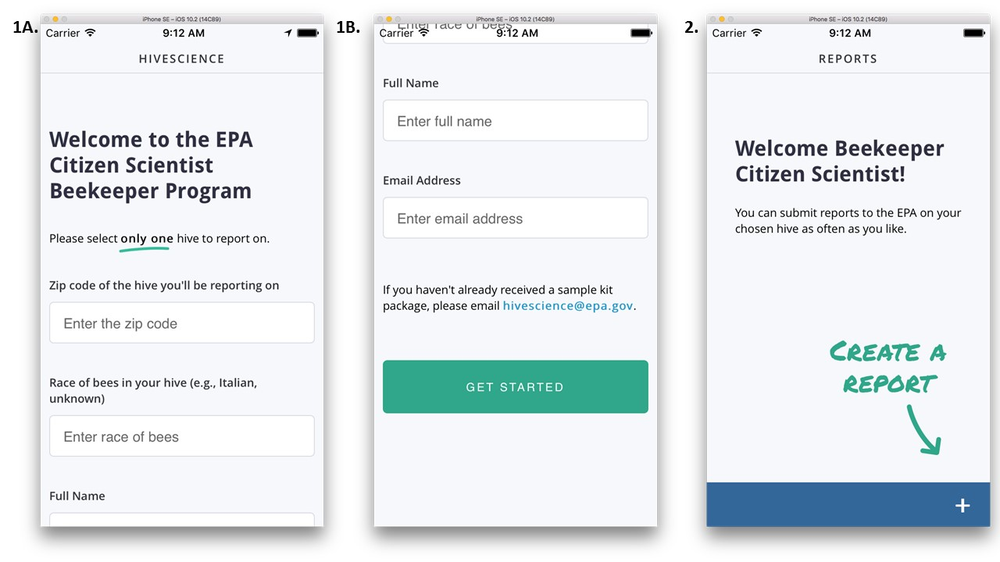 1A.
iPhone SE – iOS 10.2 (14C89)
Carrier 9:12 AM
HIVESCIENCE
Welcome to the EPA
Citizen Scientist
Beekeeper Program
Please select only one hive to report on.
Zip code of the hive you'll be reporting on
Enter the zip code
Race of bees in your hive (e.g., Italian,
unknown)
Enter race of bees
Full Name
1B.
iPhone SE – iOS 10.2 (14C89)
Enter race of bees
Carrier 9:12 AM
Full Name
Enter full name
Email Address
Enter email address
If you haven't already received a sample kit
package, please email hivescience@epa.gov.
GET STARTED
2.
iPhone SE – iOS 10.2 (14C89)
Carrier 9:12 AM
REPORTS
Welcome Beekeeper
Citizen Scientist!
You can submit reports to the EPA on your
chosen hive as often as you like.
CREATE A
REPORT
+